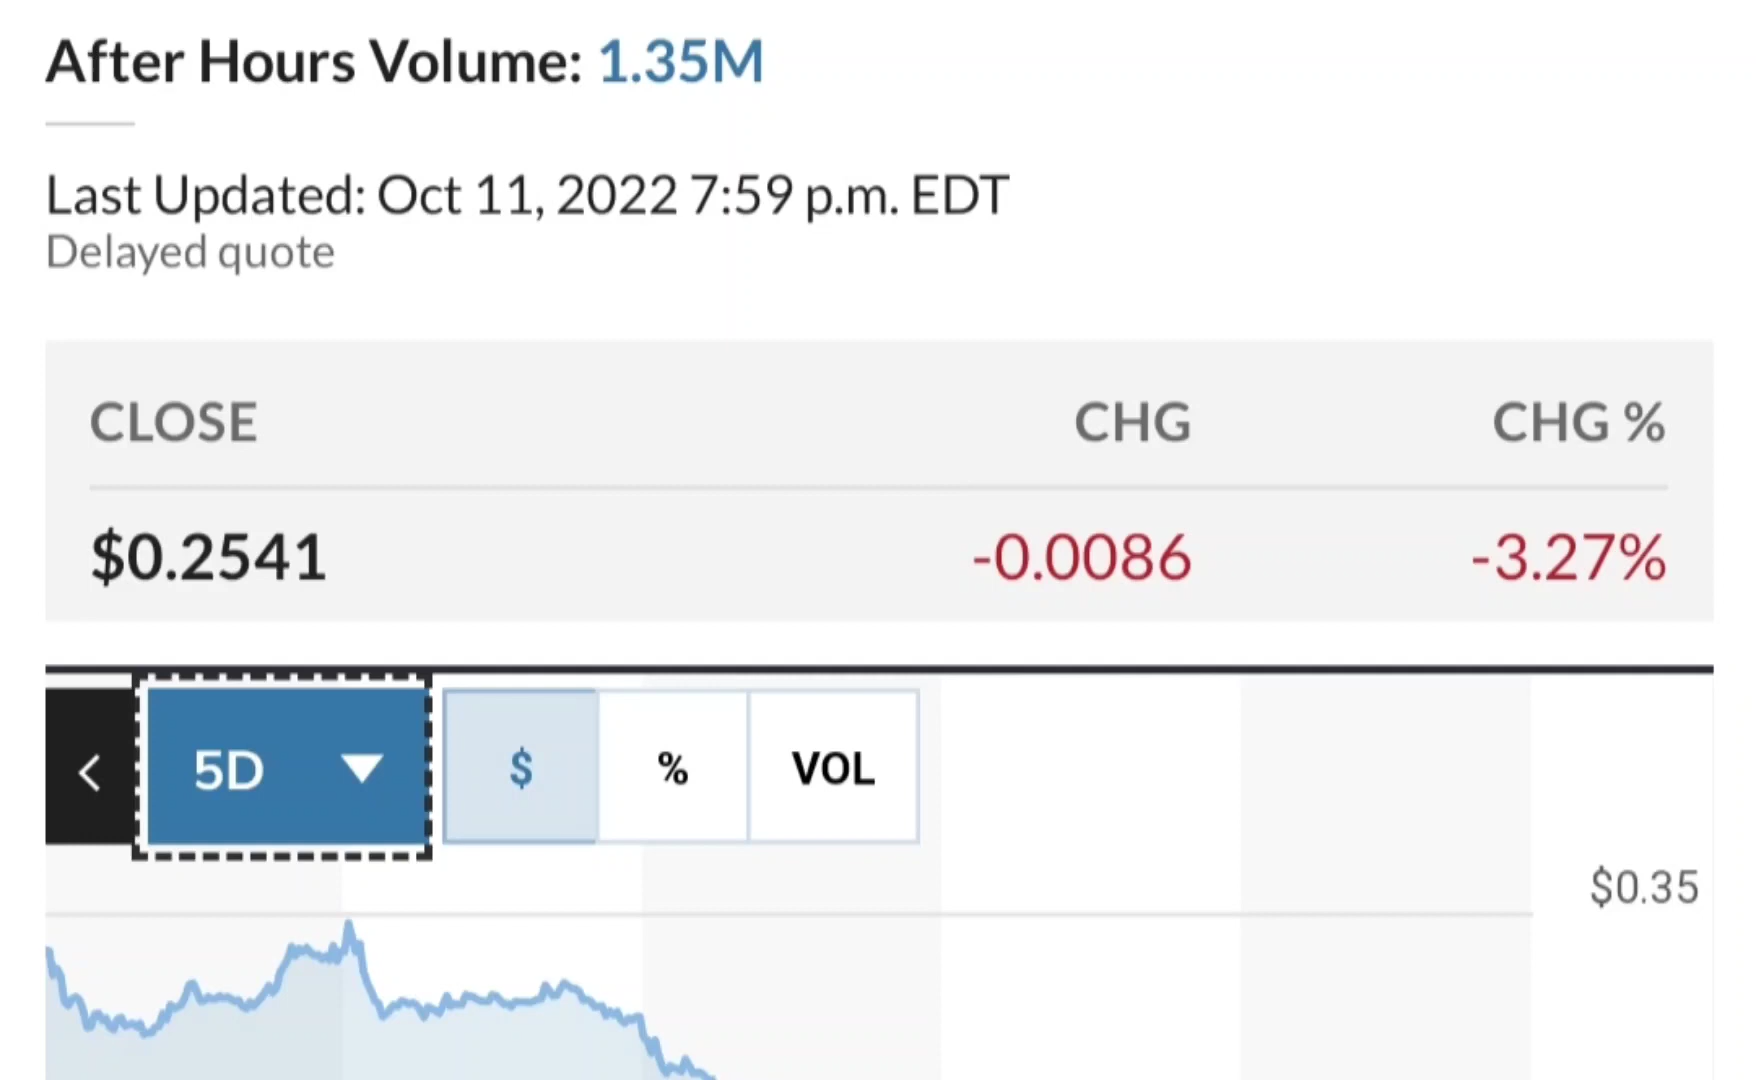 After Hours Volume: 1.35M
Last Updated: Oct 11, 2022 7:59 p.m. EDT
Delayed quote
CLOSE CHG CHG %
$0.2541 -0.0086 -3.27%
5D $ % VOL
$0.35